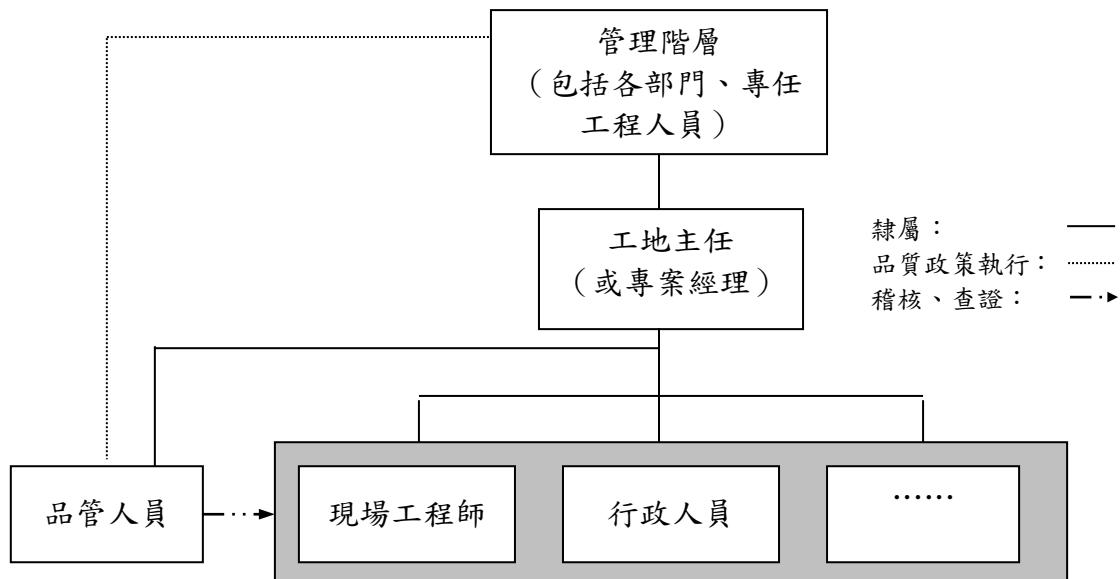 管理階層
（包括各部門、專任
工程人員）
工地主任
（或專案經理）
隸屬：
品質政策執行：
稽核、查證：
品管人員
現場工程師
行政人員
……